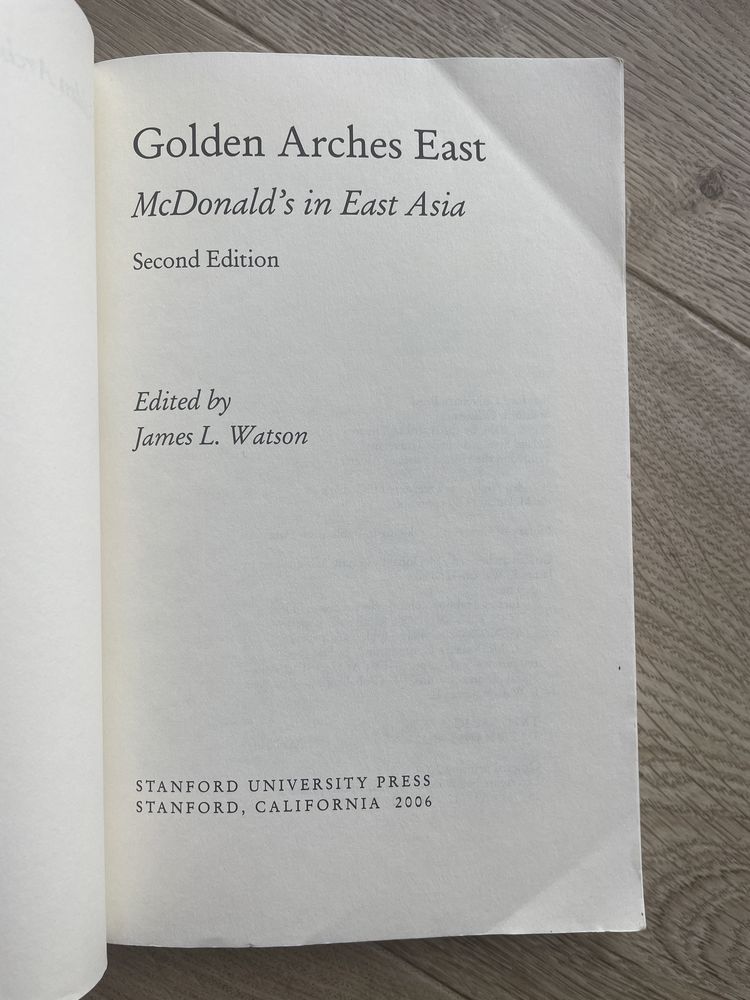 Golden Arches East
McDonald's in East Asia
Second Edition
Edited by
James L. Watson
STANFORD UNIVERSITY PRESS
STANFORD, CALIFORNIA 2006